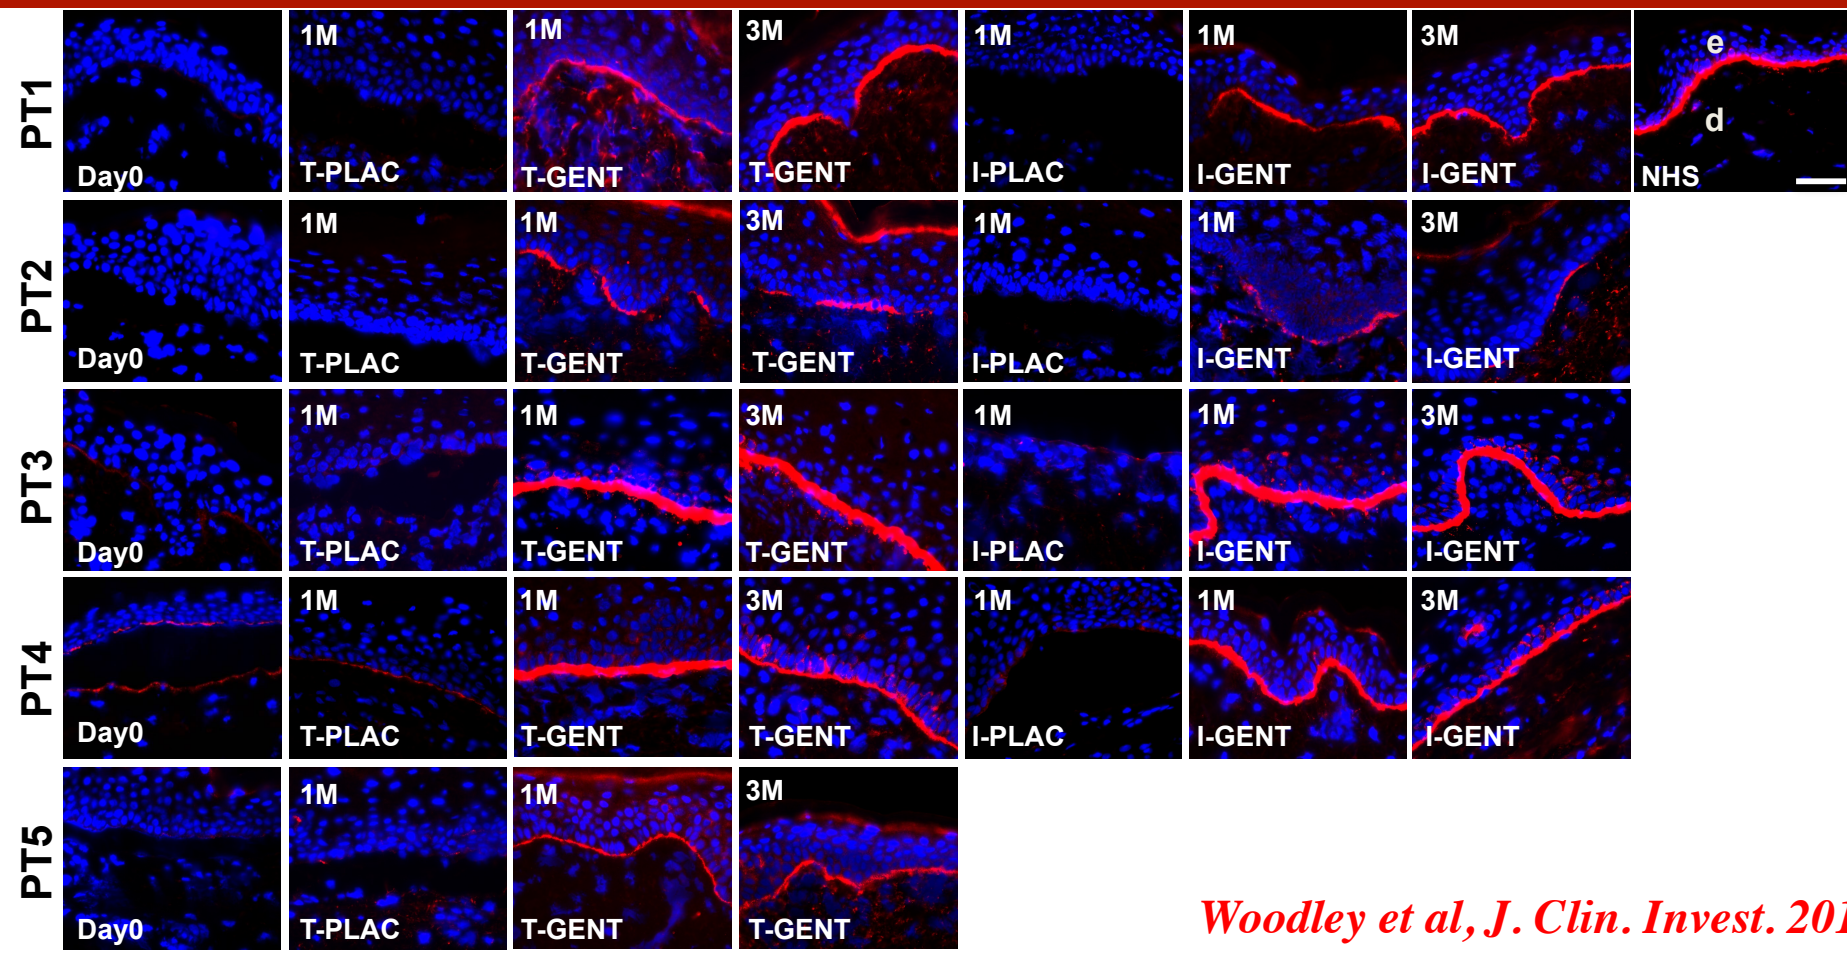 PT1
Day0
1M
T-PLAC
1M
T-GENT
3M
T-GENT
1M
I-PLAC
1M
I-GENT
3M
I-GENT
e
d
NHS
PT2
Day0
1M
T-PLAC
1M
T-GENT
3M
T-GENT
1M
I-PLAC
1M
I-GENT
3M
I-GENT
PT3
Day0
1M
T-PLAC
1M
T-GENT
3M
T-GENT
1M
I-PLAC
1M
I-GENT
3M
I-GENT
PT4
Day0
1M
T-PLAC
1M
T-GENT
3M
T-GENT
1M
I-PLAC
1M
I-GENT
3M
I-GENT
PT5
Day0
1M
T-PLAC
1M
T-GENT
3M
T-GENT
Woodley et al, J. Clin. Invest.